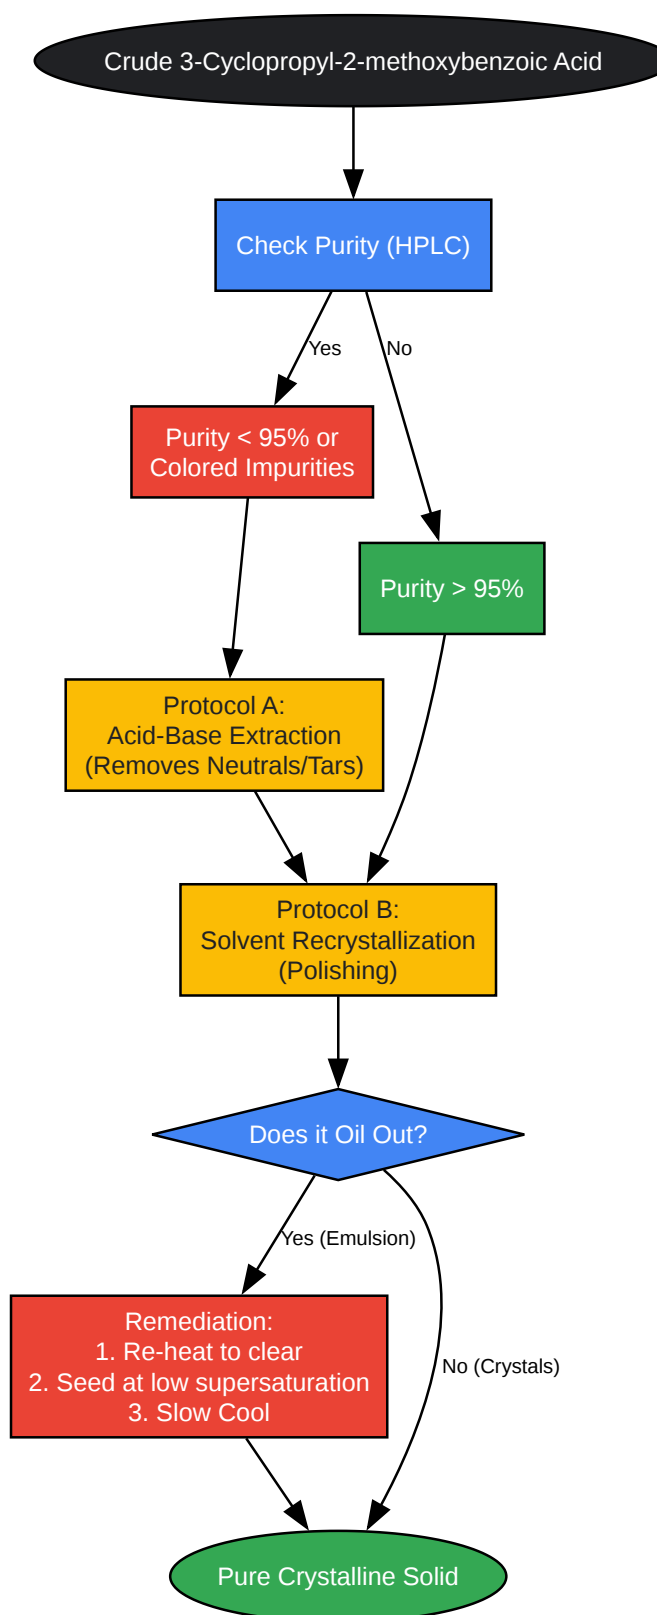 Crude 3-Cyclopropyl-2-methoxybenzoic Acid
Check Purity (HPLC)
Yes
No
Purity < 95% or
Colored Impurities
Purity > 95%
Protocol A:
Acid-Base Extraction
(Removes Neutrals/Tars)
Protocol B:
Solvent Recrystallization
(Polishing)
Does it Oil Out?
Yes (Emulsion)
Remediation:
1. Re-heat to clear
2. Seed at low supersaturation
3. Slow Cool
No (Crystals)
Pure Crystalline Solid